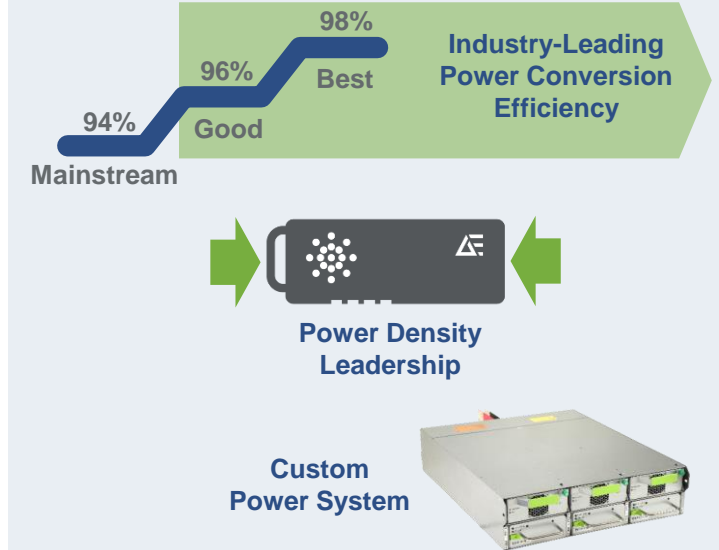 98%
Industry-Leading
Power Conversion
Efficiency
96%
Best
94%
Good
Mainstream
Power Density
Leadership
Custom
Power System